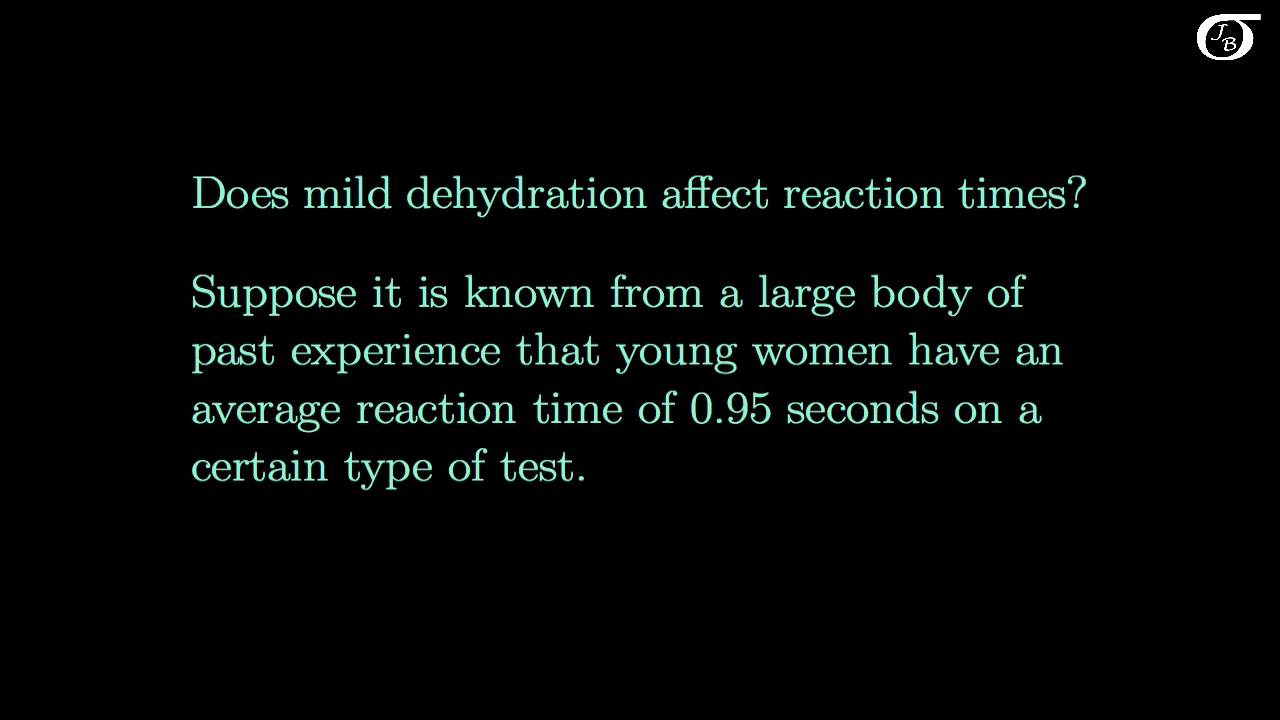 JB
Does mild dehydration affect reaction times?
Suppose it is known from a large body of
past experience that young women have an
average reaction time of 0.95 seconds on a
certain type of test.